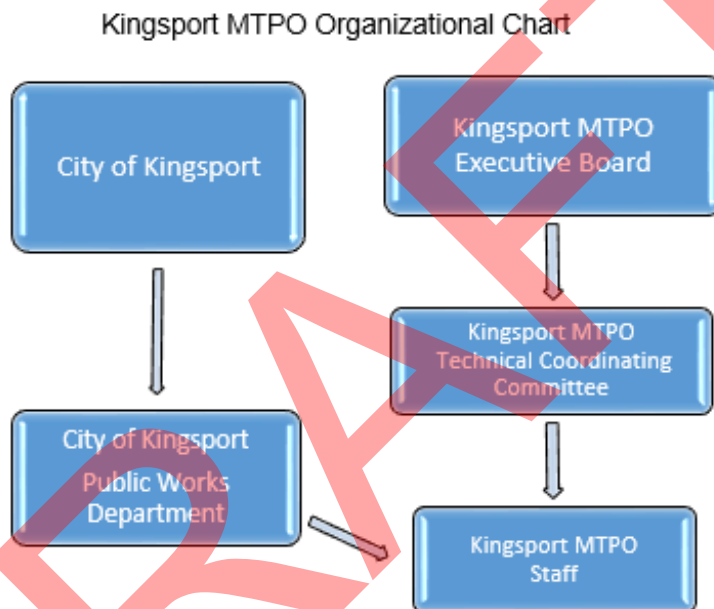 Kingsport MTPO Organizational Chart
City of Kingsport
Kingsport MTPO
Executive Board
Kingsport MTPO
Technical Coordinating
Committee
City of Kingsport
Public Works
Department
Kingsport MTPO
Staff
DRAFT